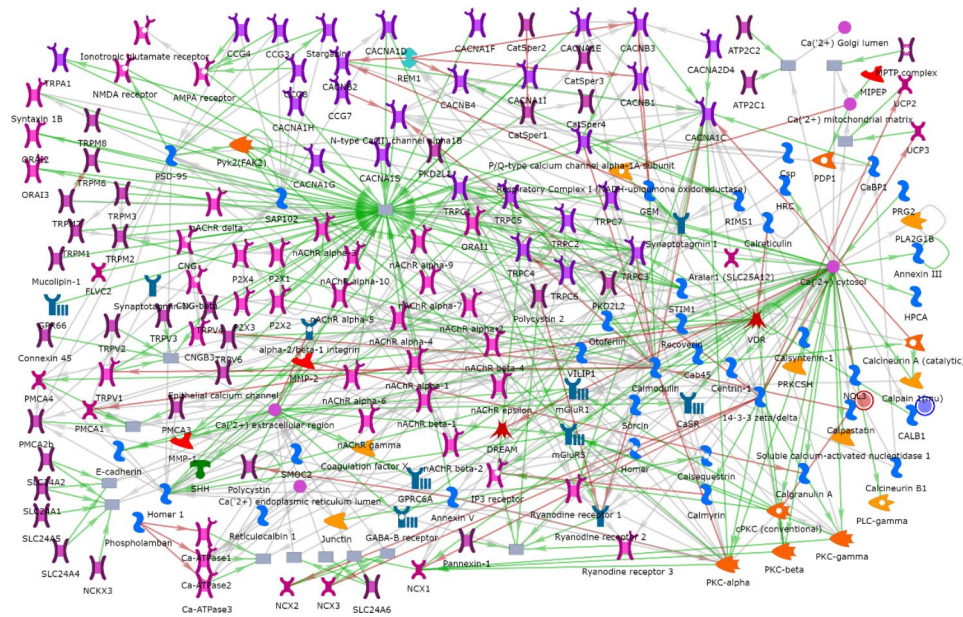 CCG4
CCG3
Stargasin
CACNA1D
CACNA1F
CatSper2
CACNA1E
CACNB3
ATP2C2
Ca('2+) Golgi lumen
Ionotropic glutamate receptor
TRPA1
NMDA receptor
AMPA receptor
CCG8
CACNB2
REM1
CACNB4
CatSper3
CACNA1I
CACNB1
CACNA2D4
ATP2C1
MPTP complex
MIPEP
UCP2
Syntaxin 1B
CACNA1H
CCG7
N-type Ca(II) channel alpha1B
CatSper1
CatSper4
CACNA1C
Ca('2+) mitochondrial matrix
ORAI2
TRPM8
PSD-95
Pyk2(FAK2)
CACNA1G
CACNA1S
PKD2L1
P/Q-type calcium channel alpha-1A subunit
Csp
PDP1
CaBP1
UCP3
ORAI3
TRPM6
SAP102
Respiratory Complex I (NADH-ubiquinone oxidoreductase)
GEM
HRC
PRG2
TRPM3
nAChR delta
TRPC1
TRPC5
TRPC7
Synaptotagmin I
RIMS1
Calreticulin
PLA2G1B
TRPM1
TRPM2
CNG1
nAChR alpha-3
nAChR alpha-9
ORAI1
TRPC2
TRPC4
TRPC3
Aralar1 (SLC25A12)
Annexin III
Mucolipin-1
FLVC2
P2X4
P2X1
nAChR alpha-10
TRPC6
PKD2L2
STIM1
Ca('2+) cytosol
GPR66
Synaptotagmin
CNG-beta
nAChR alpha-7
nAChR alpha-5
Polycystin 2
HPCA
Connexin 45
TRPV2
TRPV3
P2X3
P2X2
nAChR alpha-2
nAChR alpha-4
Otoferlin
Recoverin
VDR
CNGB3
TRPV6
alpha-2/beta-1 integrin
nAChR beta-4
Cab45
Calsyntenin-1
Calcineurin A (catalytic)
PMCA4
TRPV1
Epithelial calcium channel
MMP-2
nAChR alpha-1
VILIP1
Calmodulin
Centrin-1
PRKCSH
NOL3
Calpain 1(mu)
PMCA1
PMCA3
Ca('2+) extracellular region
nAChR alpha-6
nAChR beta-1
nAChR epsilon
mGluR1
Sorcin
CaSR
14-3-3 zeta/delta
Calpastatin
CALB1
PMCA2b
MMP-1
nAChR gamma
DREAM
mGluR5
Homer
Soluble calcium-activated nucleotidase 1
E-cadherin
SMOC2
Coagulation factor X
nAChR beta-2
Calsequestrin
Calcineurin B1
SLC24A2
SHH
Polycystin
Ca('2+) endoplasmic reticulum lumen
GPRC6A
IP3 receptor
Calgranulin A
SLC24A1
Homer 1
Annexin V
Ryanodine receptor 1
Calmyrin
PLC-gamma
SLC24A5
Phospholamban
Reticulocalbin 1
Junctin
GABA-B receptor
Ryanodine receptor 2
cPKC (conventional)
SLC24A4
Ca-ATPase1
Pannexin-1
Ryanodine receptor 3
PKC-beta
PKC-gamma
NCKX3
Ca-ATPase2
NCX1
PKC-alpha
Ca-ATPase3
NCX2
NCX3
SLC24A6